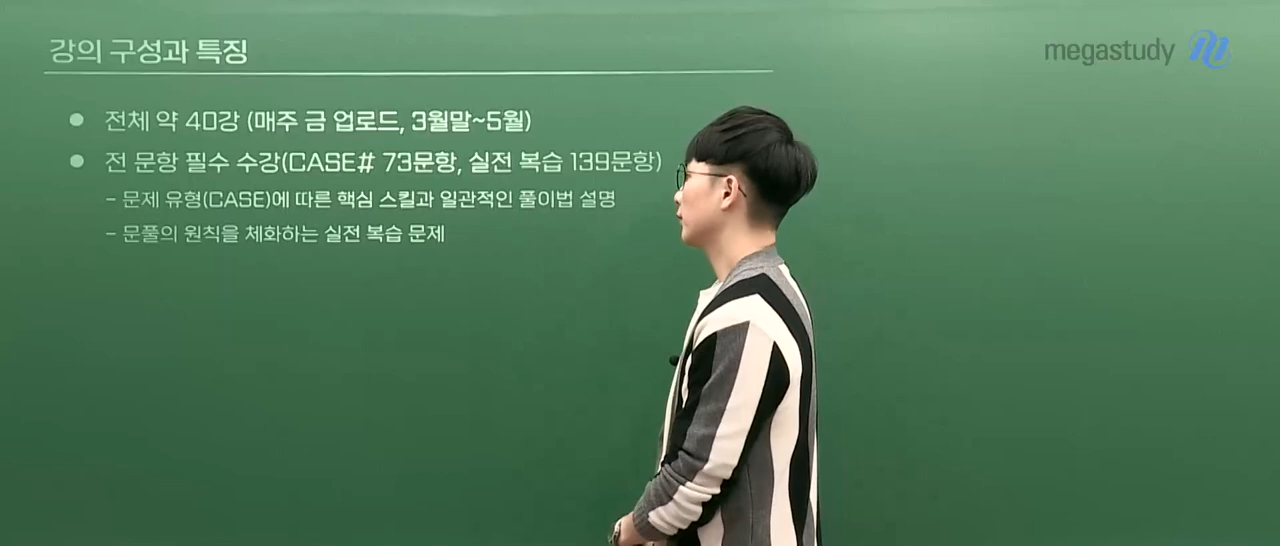 강의 구성과 특징
megastudy
전체 약 40강 (매주 금 업로드, 3월말~5월)
전 문항 필수 수강(CASE# 73문항, 실전 복습 139문항)
- 문제 유형(CASE)에 따른 핵심 스킬과 일관적인 풀이법 설명
- 문풀의 원칙을 체화하는 실전 복습 문제